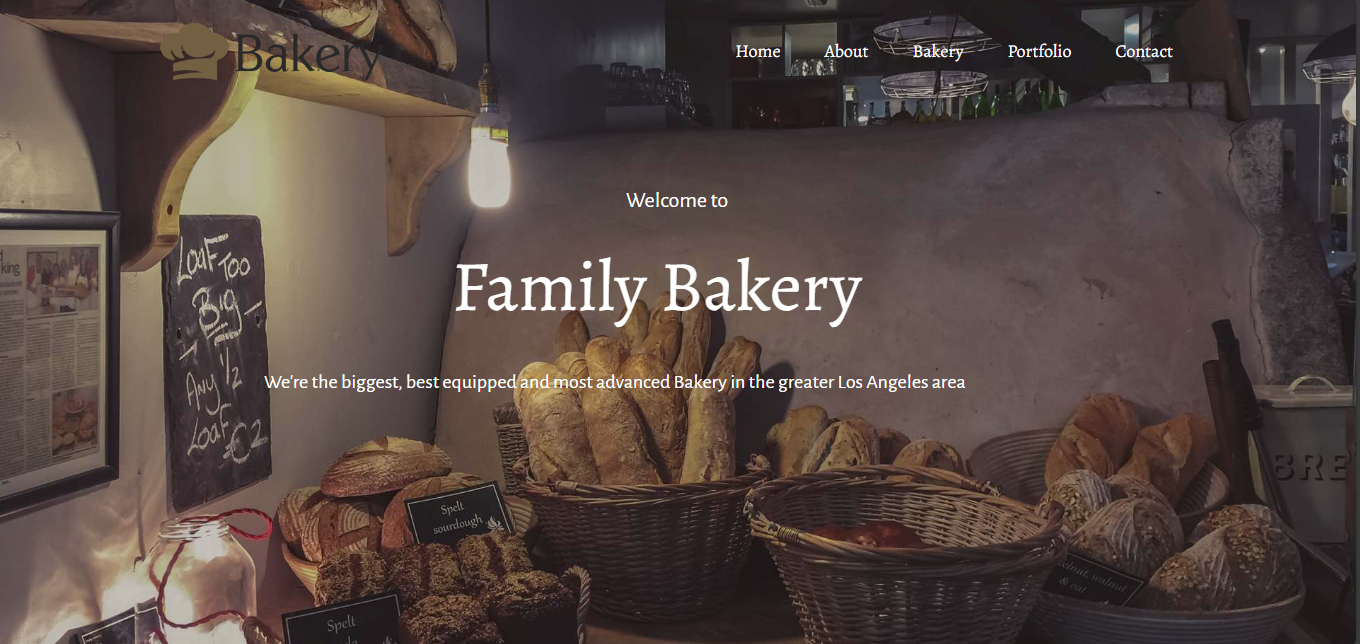 Bakery
Home About Bakery Portfolio Contact
Welcome to
Family Bakery
We're the biggest, best equipped and most advanced Bakery in the greater Los Angeles area
king
Loaf Too
Big
Any 1/2
Loaf
€2
BRE
Spelt
sourdough
walnut
& oat
Spelt